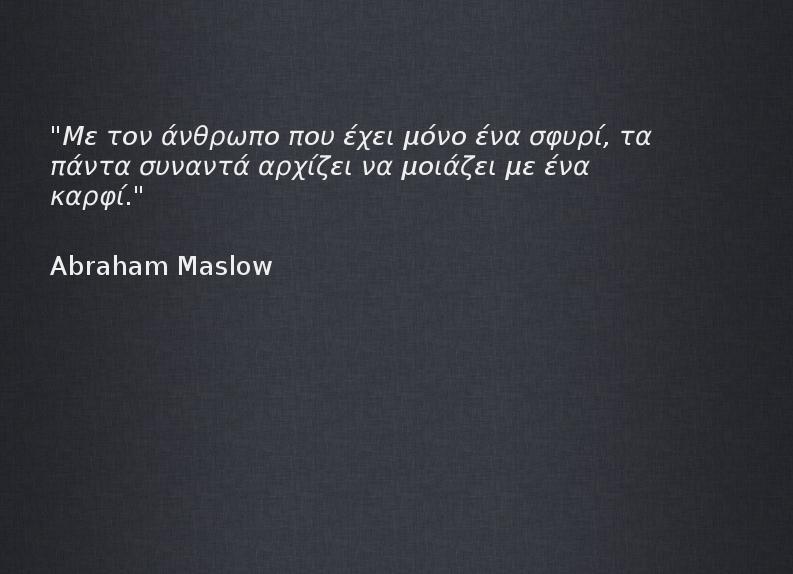 "Με τον άνθρωπο που έχει μόνο ένα σφυρί, τα
πάντα συναντά αρχίζει να μοιάζει με ένα
καρφί."
Abraham Maslow